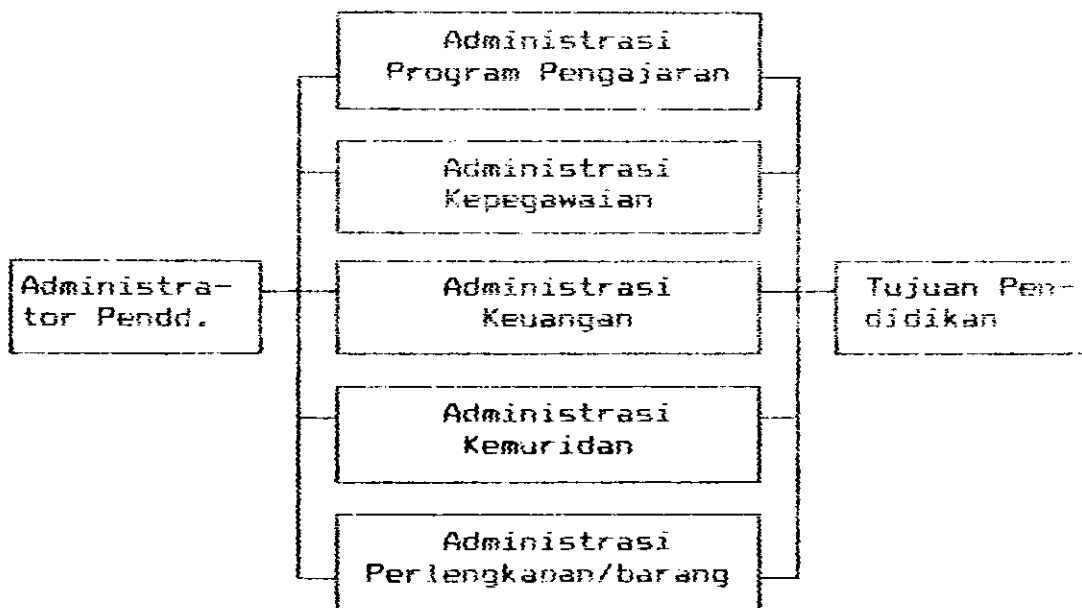 Administrasi
Program Pengajaran
Administrasi
Kepegawaian
Administra-
tor Pendd.
Administrasi
Keuangan
Tujuan Pen-
didikan
Administrasi
Kemuridan
Administrasi
Perlengkapan/barang